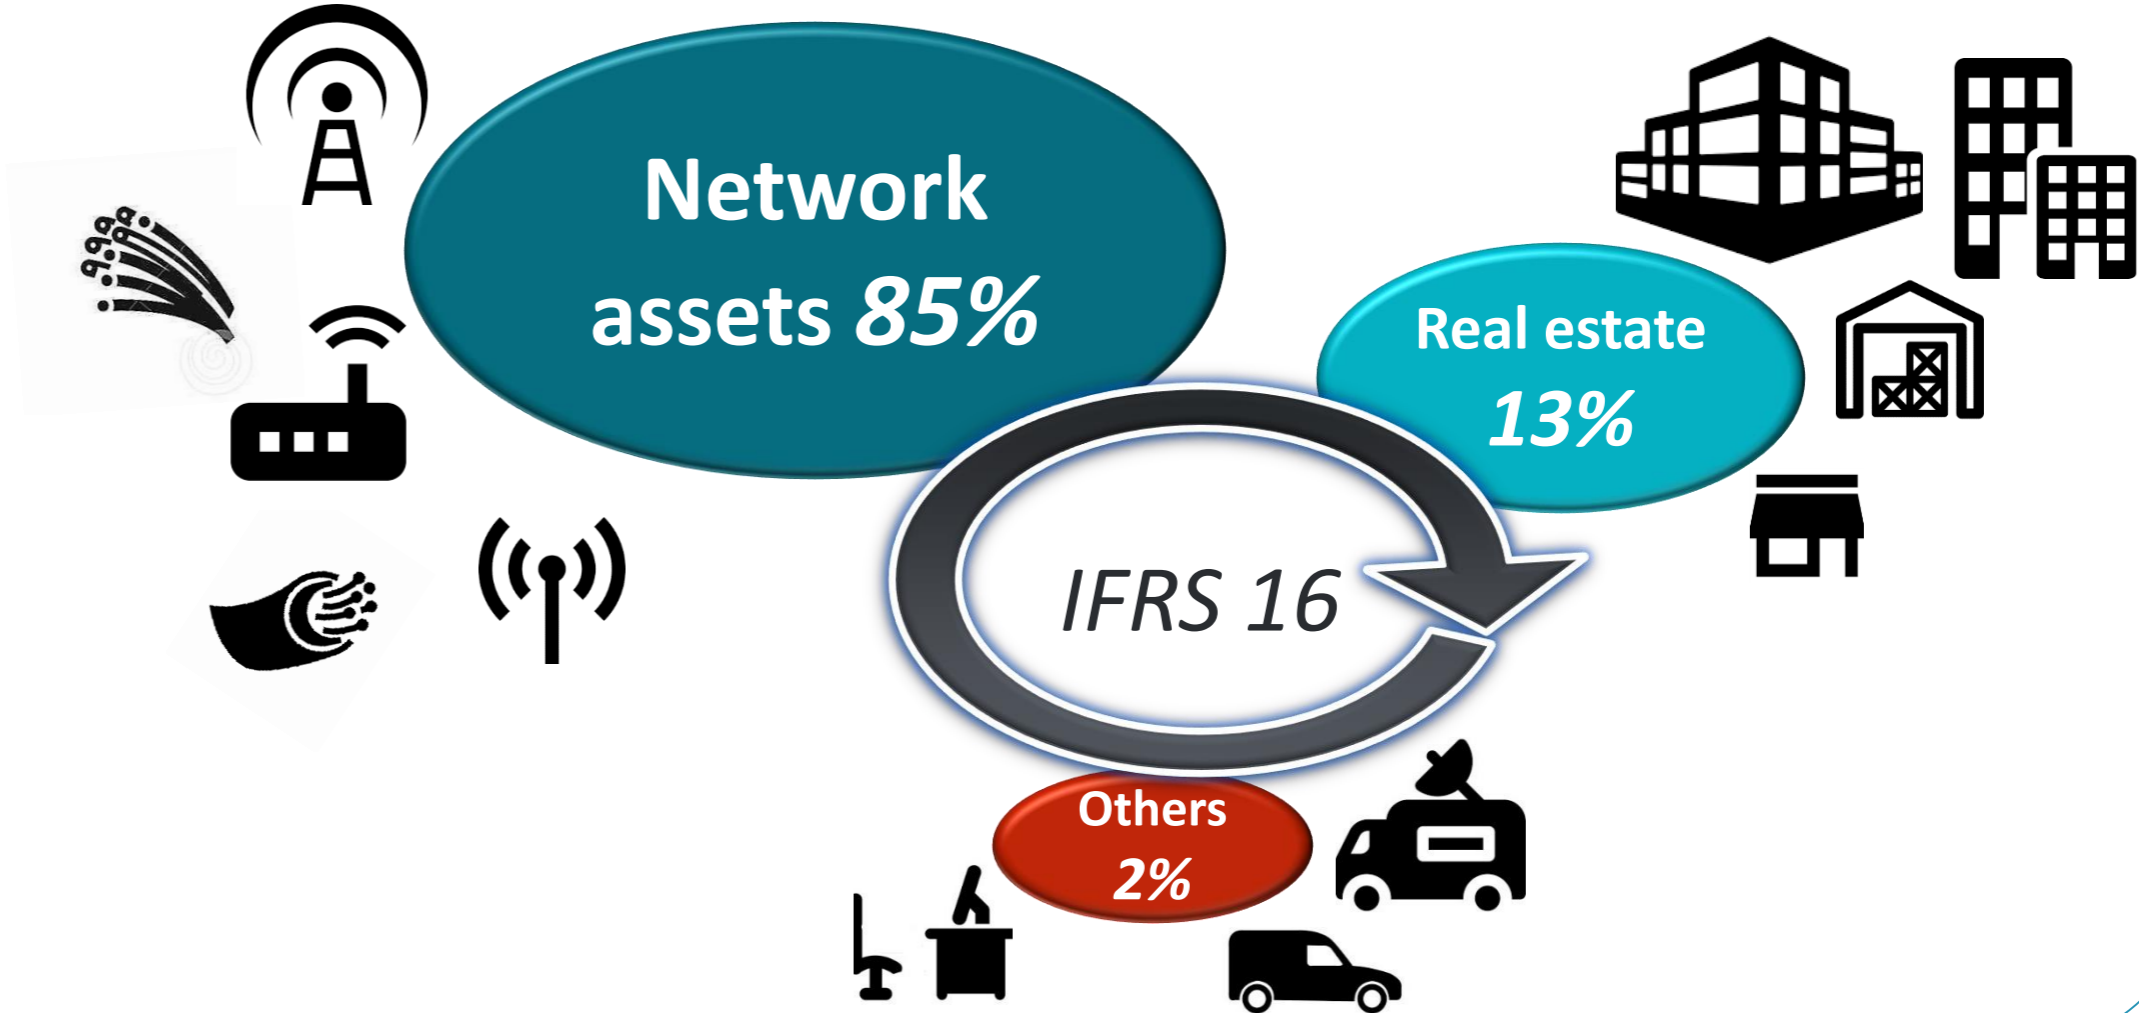 Network
assets 85%
Real estate
13%
IFRS 16
Others
2%